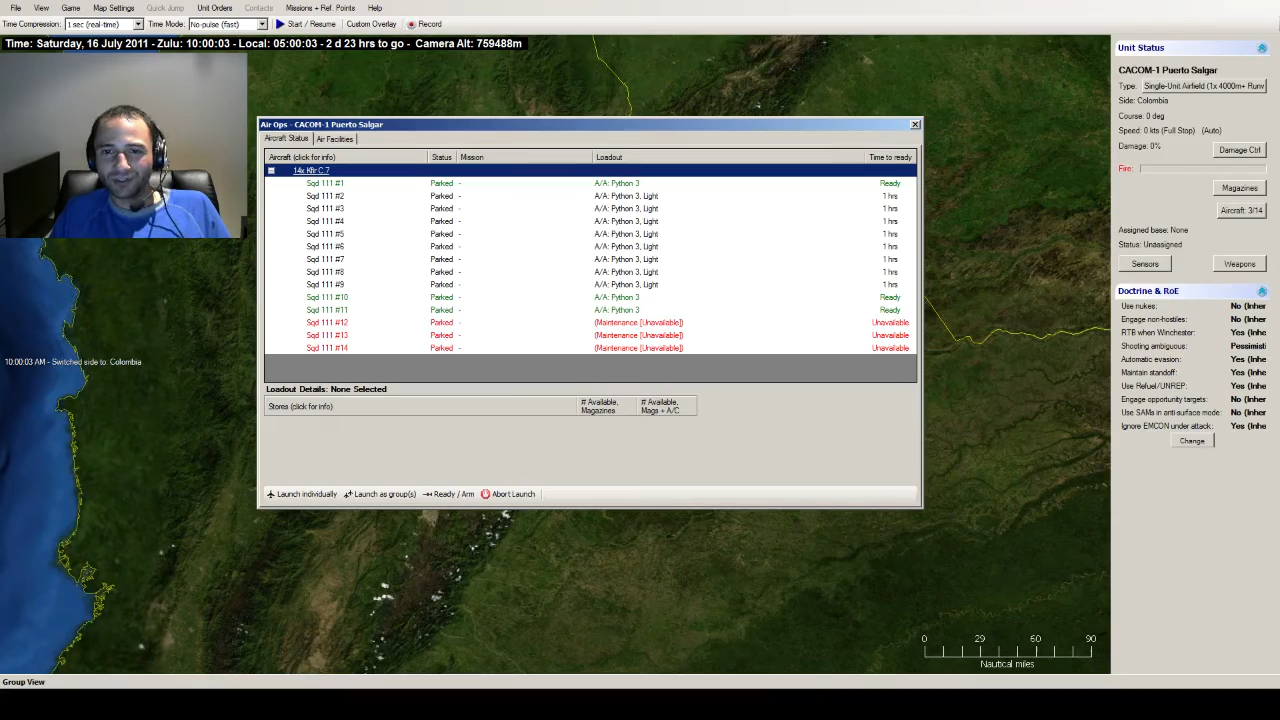 File View Game Map Settings Quick Jump Unit Orders Contacts Missions + Ref. Points Help
Time Compression: 1 sec (real-time) Time Mode: No-pulse (fast) Start / Resume Custom Overlay Record
Time: Saturday, 16 July 2011 - Zulu: 10:00:03 - Local: 05:00:03 - 2 d 23 hrs to go - Camera Alt: 759488m
Air Ops - CACOM-1 Puerto Salgar
Aircraft Status Air Facilities
Aircraft (click for info) Status Mission Loadout Time to ready
14x Kfir C.7
Sqd 111 #1 Parked - A/A: Python 3 Ready
Sqd 111 #2 Parked - A/A: Python 3, Light 1 hrs
Sqd 111 #3 Parked - A/A: Python 3, Light 1 hrs
Sqd 111 #4 Parked - A/A: Python 3, Light 1 hrs
Sqd 111 #5 Parked - A/A: Python 3, Light 1 hrs
Sqd 111 #6 Parked - A/A: Python 3, Light 1 hrs
Sqd 111 #7 Parked - A/A: Python 3, Light 1 hrs
Sqd 111 #8 Parked - A/A: Python 3, Light 1 hrs
Sqd 111 #9 Parked - A/A: Python 3, Light 1 hrs
Sqd 111 #10 Parked - A/A: Python 3 Ready
Sqd 111 #11 Parked - A/A: Python 3 Ready
Sqd 111 #12 Parked - (Maintenance [Unavailable]) Unavailable
Sqd 111 #13 Parked - (Maintenance [Unavailable]) Unavailable
Sqd 111 #14 Parked - (Maintenance [Unavailable]) Unavailable
Loadout Details: None Selected
Stores (click for info) # Available, Magazines # Available, Mags + A/C
Launch individually Launch as group(s) Ready / Arm Abort Launch
10:00:03 AM - Switched side to: Colombia
Unit Status
CACOM-1 Puerto Salgar
Type: Single-Unit Airfield (1x 4000m+ Runw
Side: Colombia
Course: 0 deg
Speed: 0 kts (Full Stop) (Auto)
Damage: 0% Damage Ctrl
Fire:
Magazines
Aircraft: 3/14
Assigned base: None
Status: Unassigned
Sensors Weapons
Doctrine & RoE
Use nukes: No (Inher
Engage non-hostiles: No (Inher
RTB when Winchester: Yes (Inhe
Shooting ambiguous: Pessimisti
Automatic evasion: Yes (Inhe
Maintain standoff: Yes (Inhe
Use Refuel/UNREP: Yes (Inhe
Engage opportunity targets: No (Inher
Use SAMs in anti-surface mode: No (Inher
Ignore EMCON under attack: Yes (Inhe
Change
0 29 60 90
Nautical miles
Group View